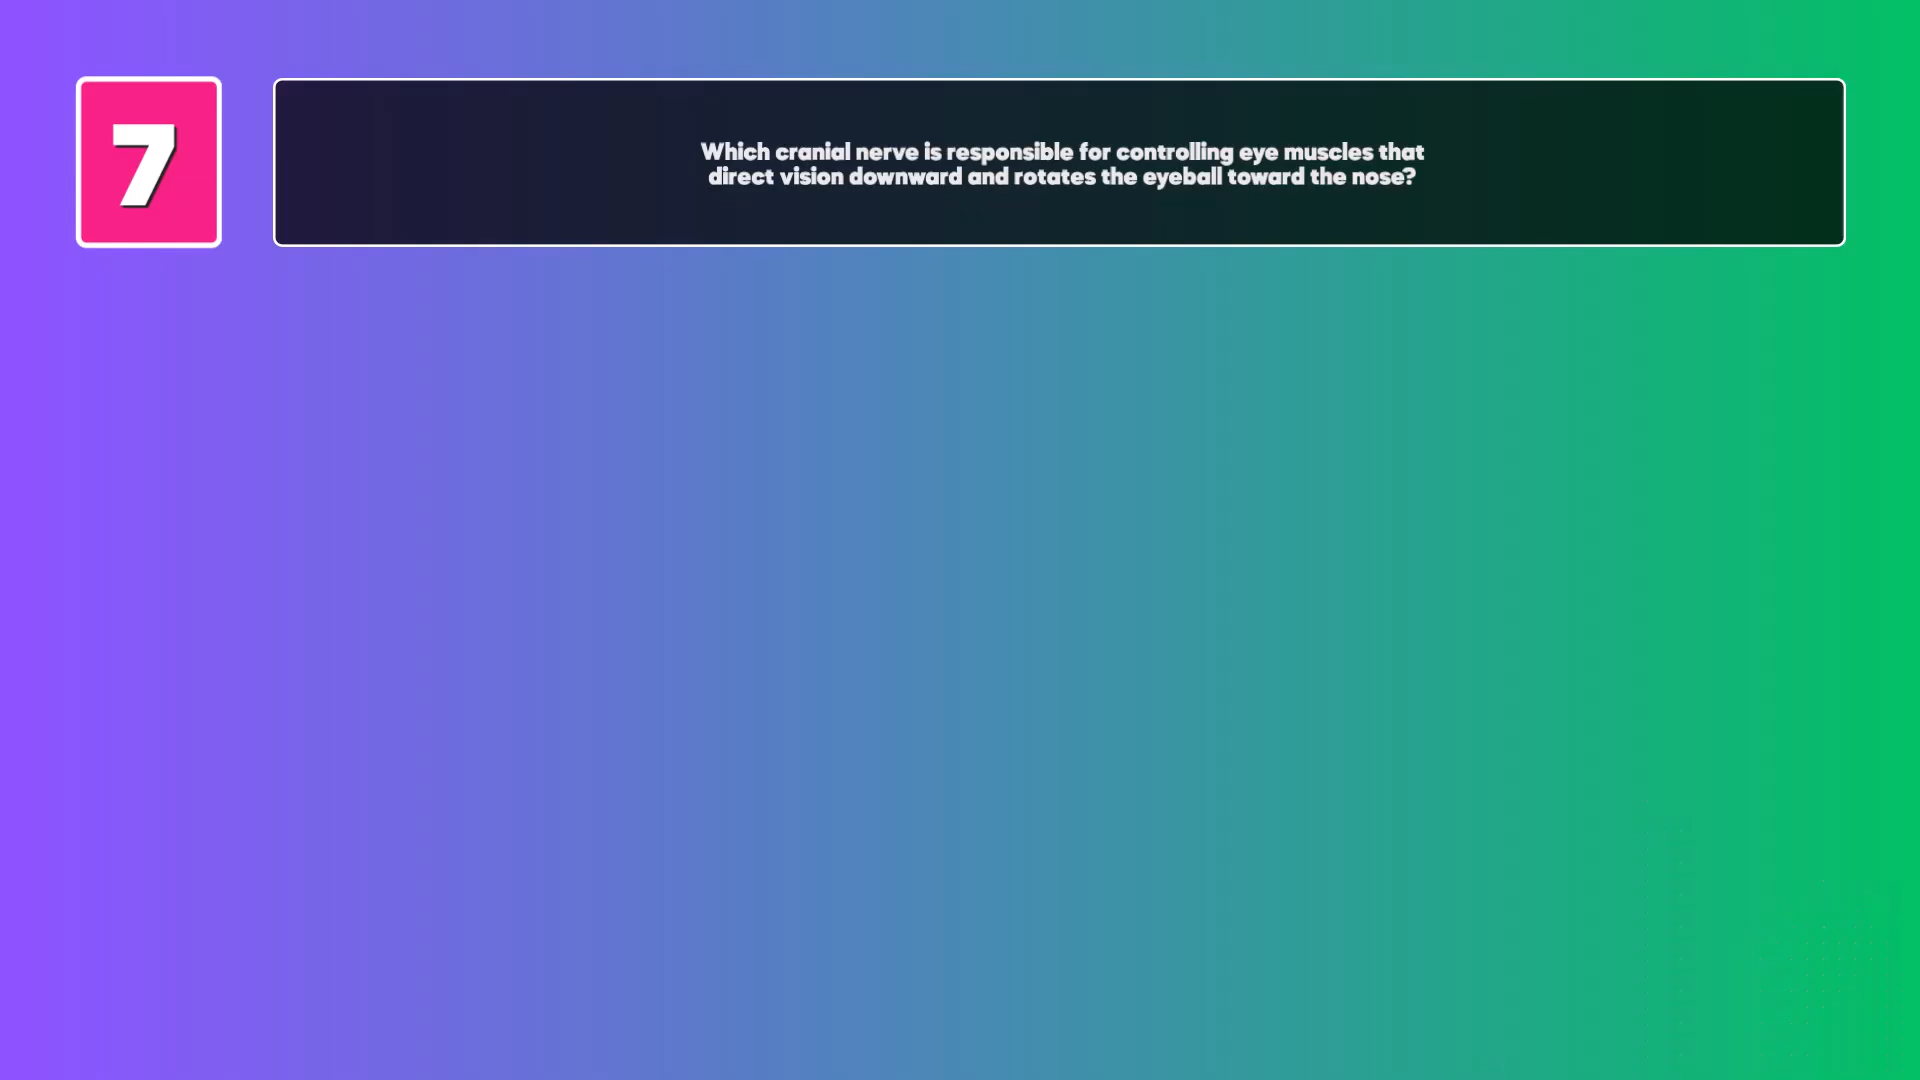 7
Which cranial nerve is responsible for controlling eye muscles that
direct vision downward and rotates the eyeball toward the nose?